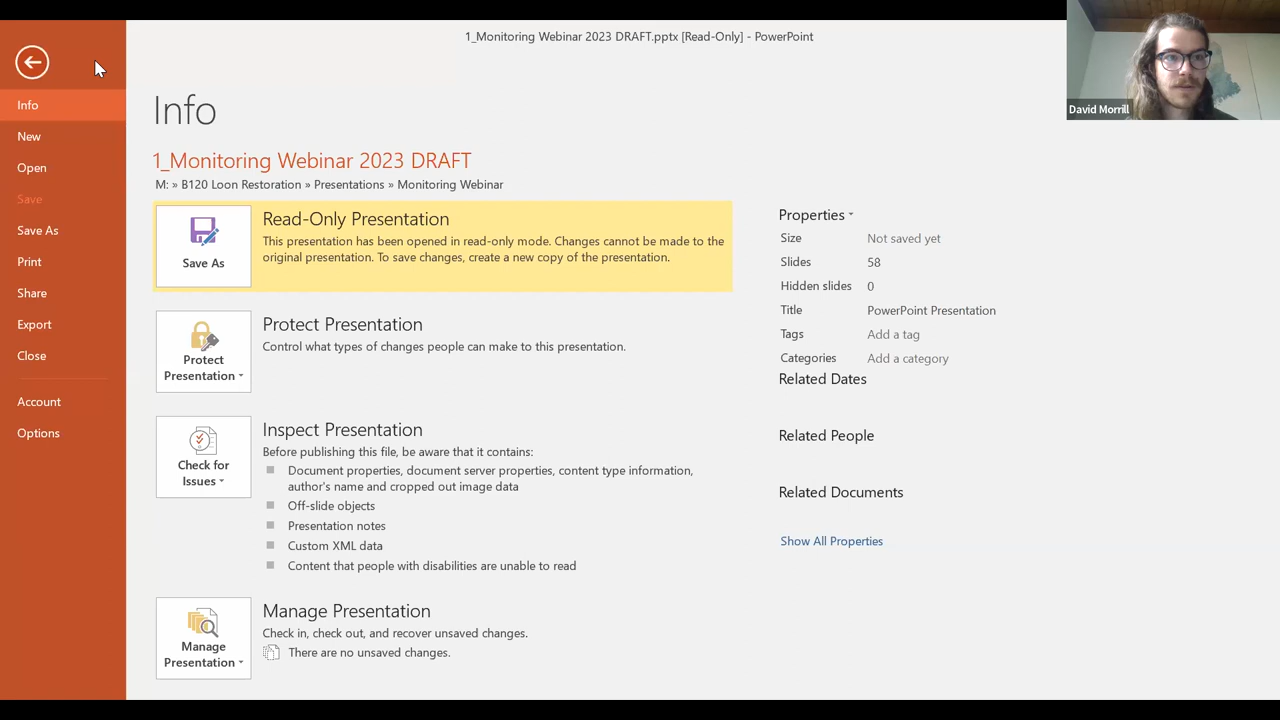 1_Monitoring Webinar 2023 DRAFT.pptx [Read-Only] - PowerPoint
David Morrill
Info
New
Open
Save
Save As
Print
Share
Export
Close
Account
Options
Info
1_Monitoring Webinar 2023 DRAFT
M: » B120 Loon Restoration » Presentations » Monitoring Webinar
Save As
Read-Only Presentation
This presentation has been opened in read-only mode. Changes cannot be made to the
original presentation. To save changes, create a new copy of the presentation.
Protect
Presentation
Protect Presentation
Control what types of changes people can make to this presentation.
Check for
Issues
Inspect Presentation
Before publishing this file, be aware that it contains:
Document properties, document server properties, content type information,
author's name and cropped out image data
Off-slide objects
Presentation notes
Custom XML data
Content that people with disabilities are unable to read
Manage
Presentation
Manage Presentation
Check in, check out, and recover unsaved changes.
There are no unsaved changes.
Properties
Size Not saved yet
Slides 58
Hidden slides 0
Title PowerPoint Presentation
Tags Add a tag
Categories Add a category
Related Dates
Related People
Related Documents
Show All Properties